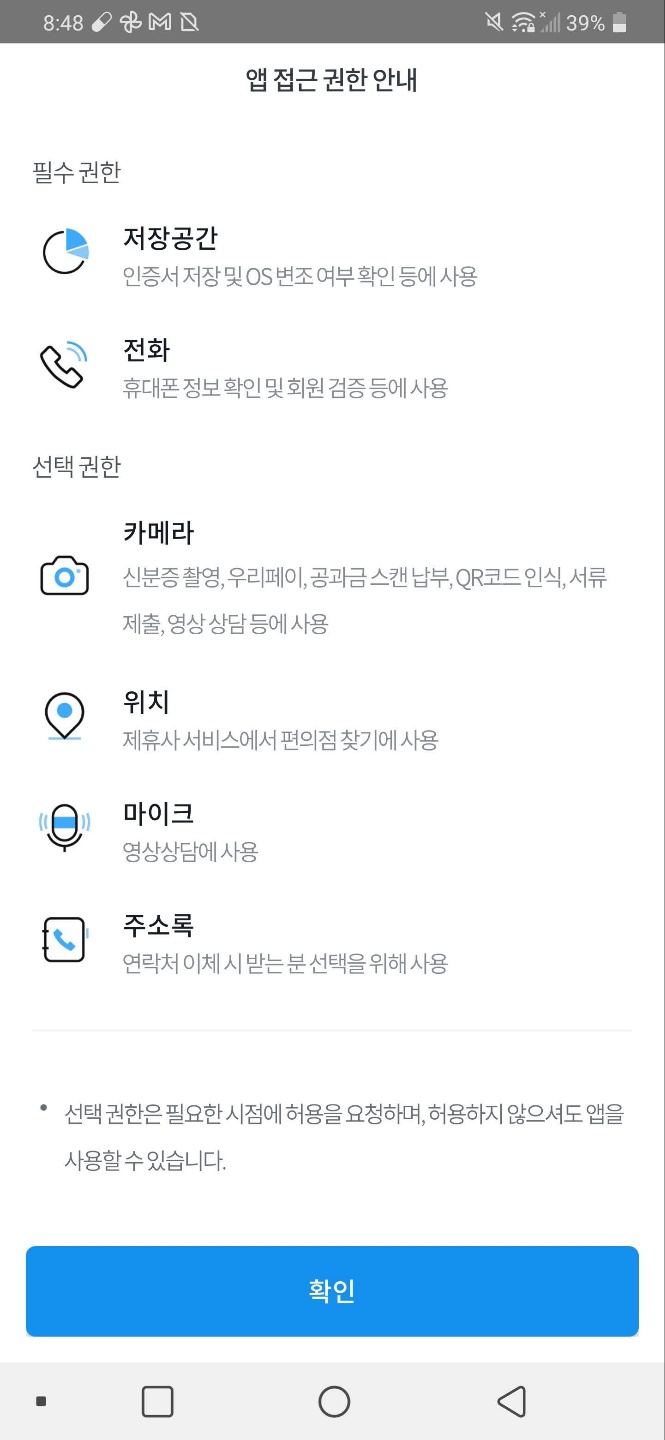 8:48
39%
앱 접근 권한 안내
필수 권한
저장공간
인증서 저장 및 OS 변조 여부 확인 등에 사용
전화
휴대폰 정보 확인 및 회원 검증 등에 사용
선택 권한
카메라
신분증 촬영, 우리페이, 공과금 스캔 납부, QR코드 인식, 서류
제출, 영상 상담 등에 사용
위치
제휴사 서비스에서 편의점 찾기에 사용
마이크
영상상담에 사용
주소록
연락처 이체 시 받는 분 선택을 위해 사용
• 선택 권한은 필요한 시점에 허용을 요청하며, 허용하지 않으셔도 앱을
사용할 수 있습니다.
확인